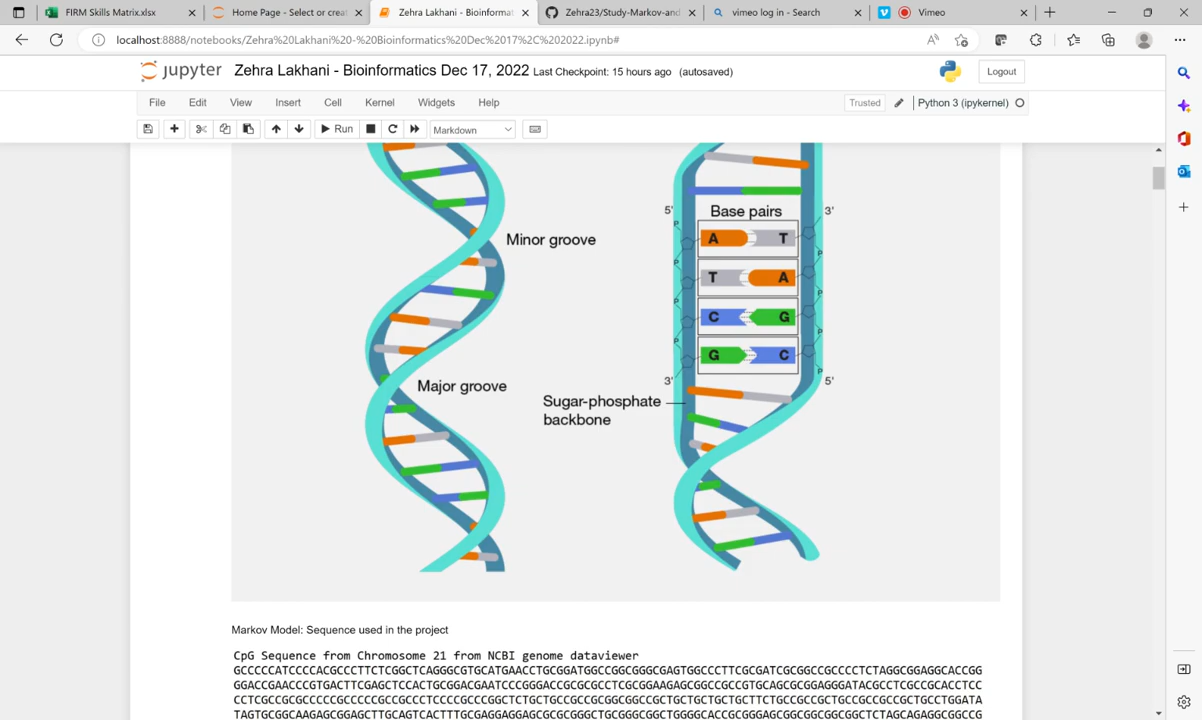 FIRM Skills Matrix.xlsx
Home Page - Select or creat
Zehra Lakhani - Bioinformat
Zehra23/Study-Markov-and
vimeo log in - Search
Vimeo
localhost:8888/notebooks/Zehra%20Lakhani%20-%20Bioinformatics%20Dec%2017%2C%202022.ipynb#
jupyter Zehra Lakhani - Bioinformatics Dec 17, 2022 Last Checkpoint: 15 hours ago (autosaved)
Logout
File Edit View Insert Cell Kernel Widgets Help
Trusted Python 3 (ipykernel)
Run Markdown
5' Base pairs 3'
Minor groove
A T
T A
C G
G C
3' 5'
Major groove
Sugar-phosphate
backbone
Markov Model: Sequence used in the project
CpG Sequence from Chromosome 21 from NCBI genome dataviewer